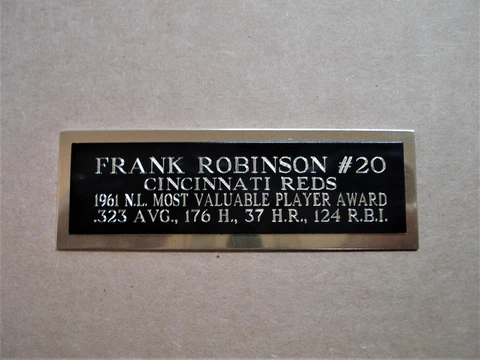 FRANK ROBINSON #20
CINCINNATI REDS
1961 N.L. MOST VALUABLE PLAYER AWARD
.323 AVG., 176 H., 37 H.R., 124 R.B.I.